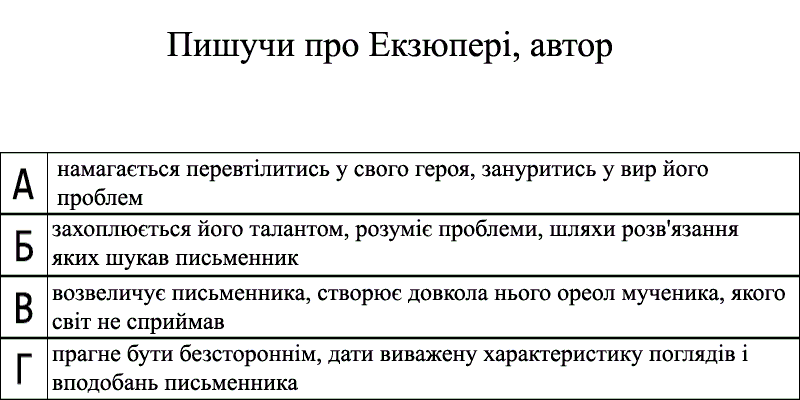 Пишучи про Екзюпері, автор
А
намагається перевтілитись у свого героя, зануритись у вир його
проблем
Б
захоплюється його талантом, розуміє проблеми, шляхи розв'язання
яких шукав письменник
В
возвеличує письменника, створює довкола нього ореол мученика, якого
світ не сприймав
Г
прагне бути безстороннім, дати виважену характеристику поглядів і
вподобань письменника